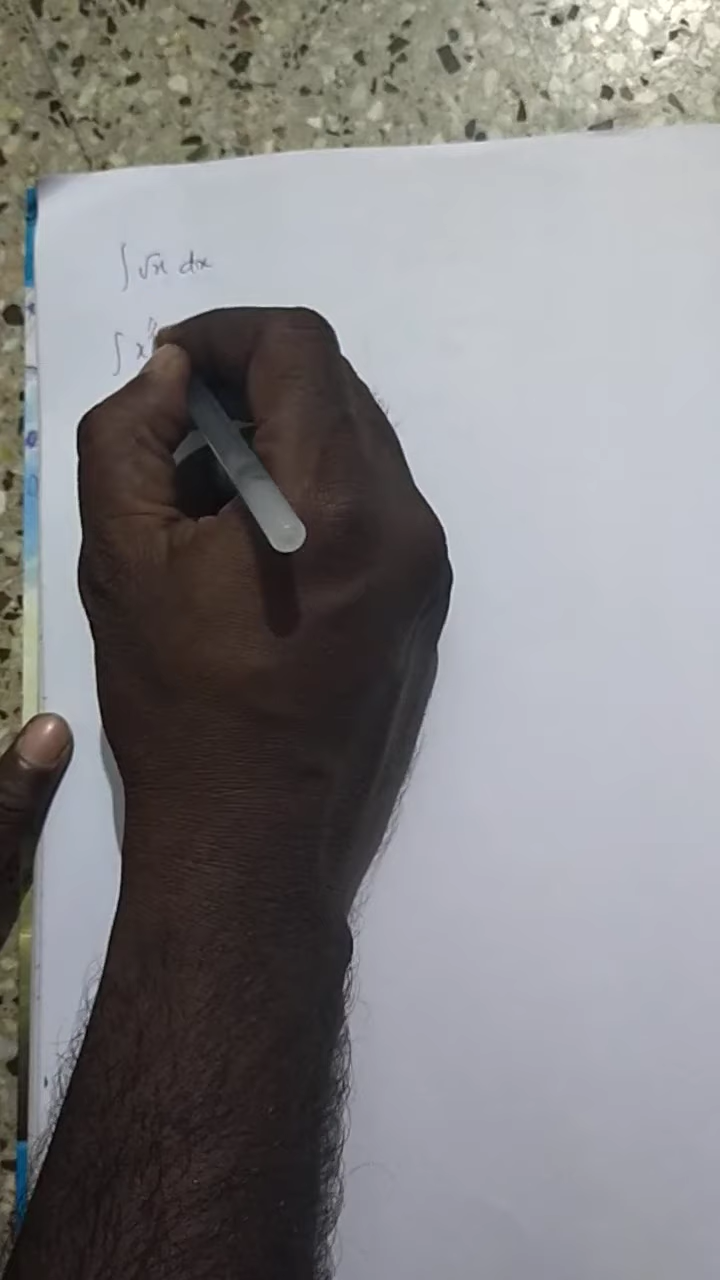 ∫ √x dx
∫ x